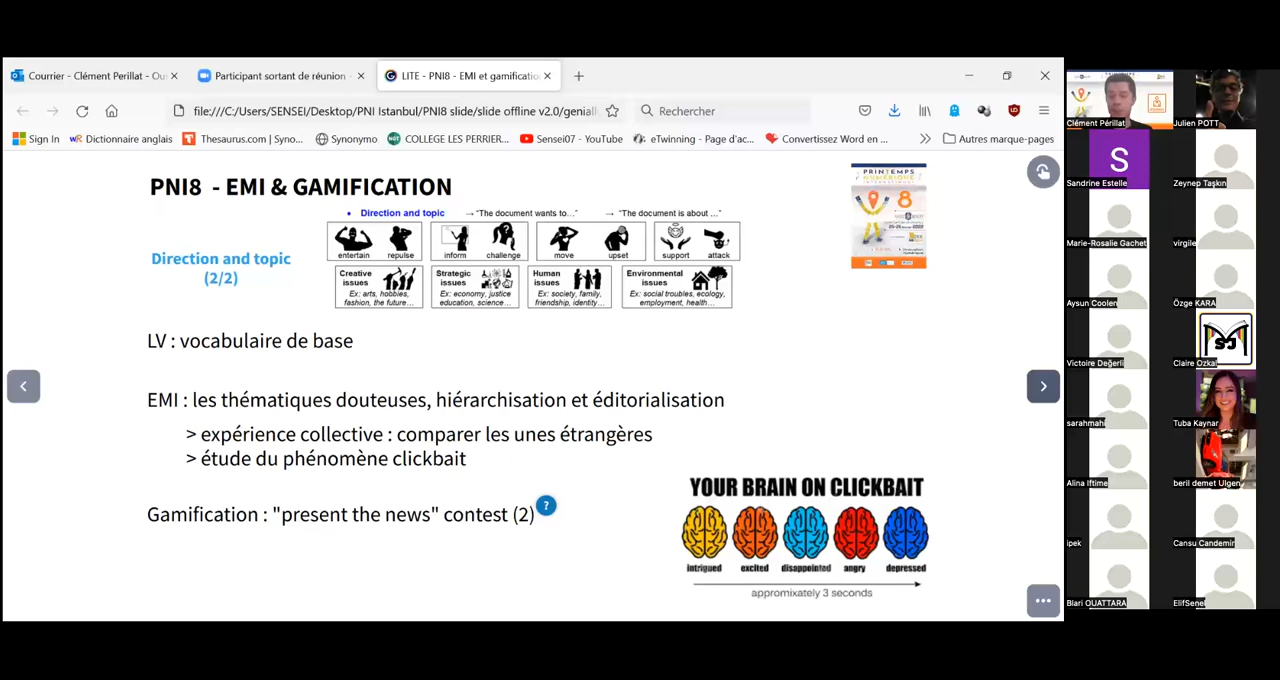 Courrier - Clément Perillat - Ou
Participant sortant de réunion -
LITE - PNI8 - EMI et gamificatio
file:///C:/Users/SENSEI/Desktop/PNI Istanbul/PNI8 slide/slide offline v2.0/genial
Rechercher
Sign In
Dictionnaire anglais
Thesaurus.com | Syno...
Synonymo
COLLEGE LES PERRIER...
Sensei07 - YouTube
eTwinning - Page d'ac...
Convertissez Word en ...
Autres marque-pages
PNI8 - EMI & GAMIFICATION
PRINTEMPS
8
• Direction and topic → "The document wants to..." → "The document is about ..."
entertain repulse inform challenge move upset support attack
Direction and topic
(2/2)
Creative issues
Ex: arts, hobbies, fashion, the future...
Strategic issues
Ex: economy, justice education, science...
Human issues
Ex: society, family, friendship, identity...
Environmental issues
Ex: social troubles, ecology, employment, health...
LV : vocabulaire de base
EMI : les thématiques douteuses, hiérarchisation et éditorialisation
> expérience collective : comparer les unes étrangères
> étude du phénomène clickbait
Gamification : "present the news" contest (2)
?
YOUR BRAIN ON CLICKBAIT
intrigued excited disappointed angry depressed
appromixately 3 seconds
Clément Périllat
Julien POTT
S
Sandrine Estelle
Zeynep Taşkın
Marie-Rosalie Gachet
virgile
Aysun Coolen
Özge KARA
SJ
Victoire Değerli
Claire Ozkal
sarahmahi
Tuba Kaynar
Alina Iftime
beril demet Ulgen
ipek
Cansu Candemir
Blari OUATTARA
ElifSenel